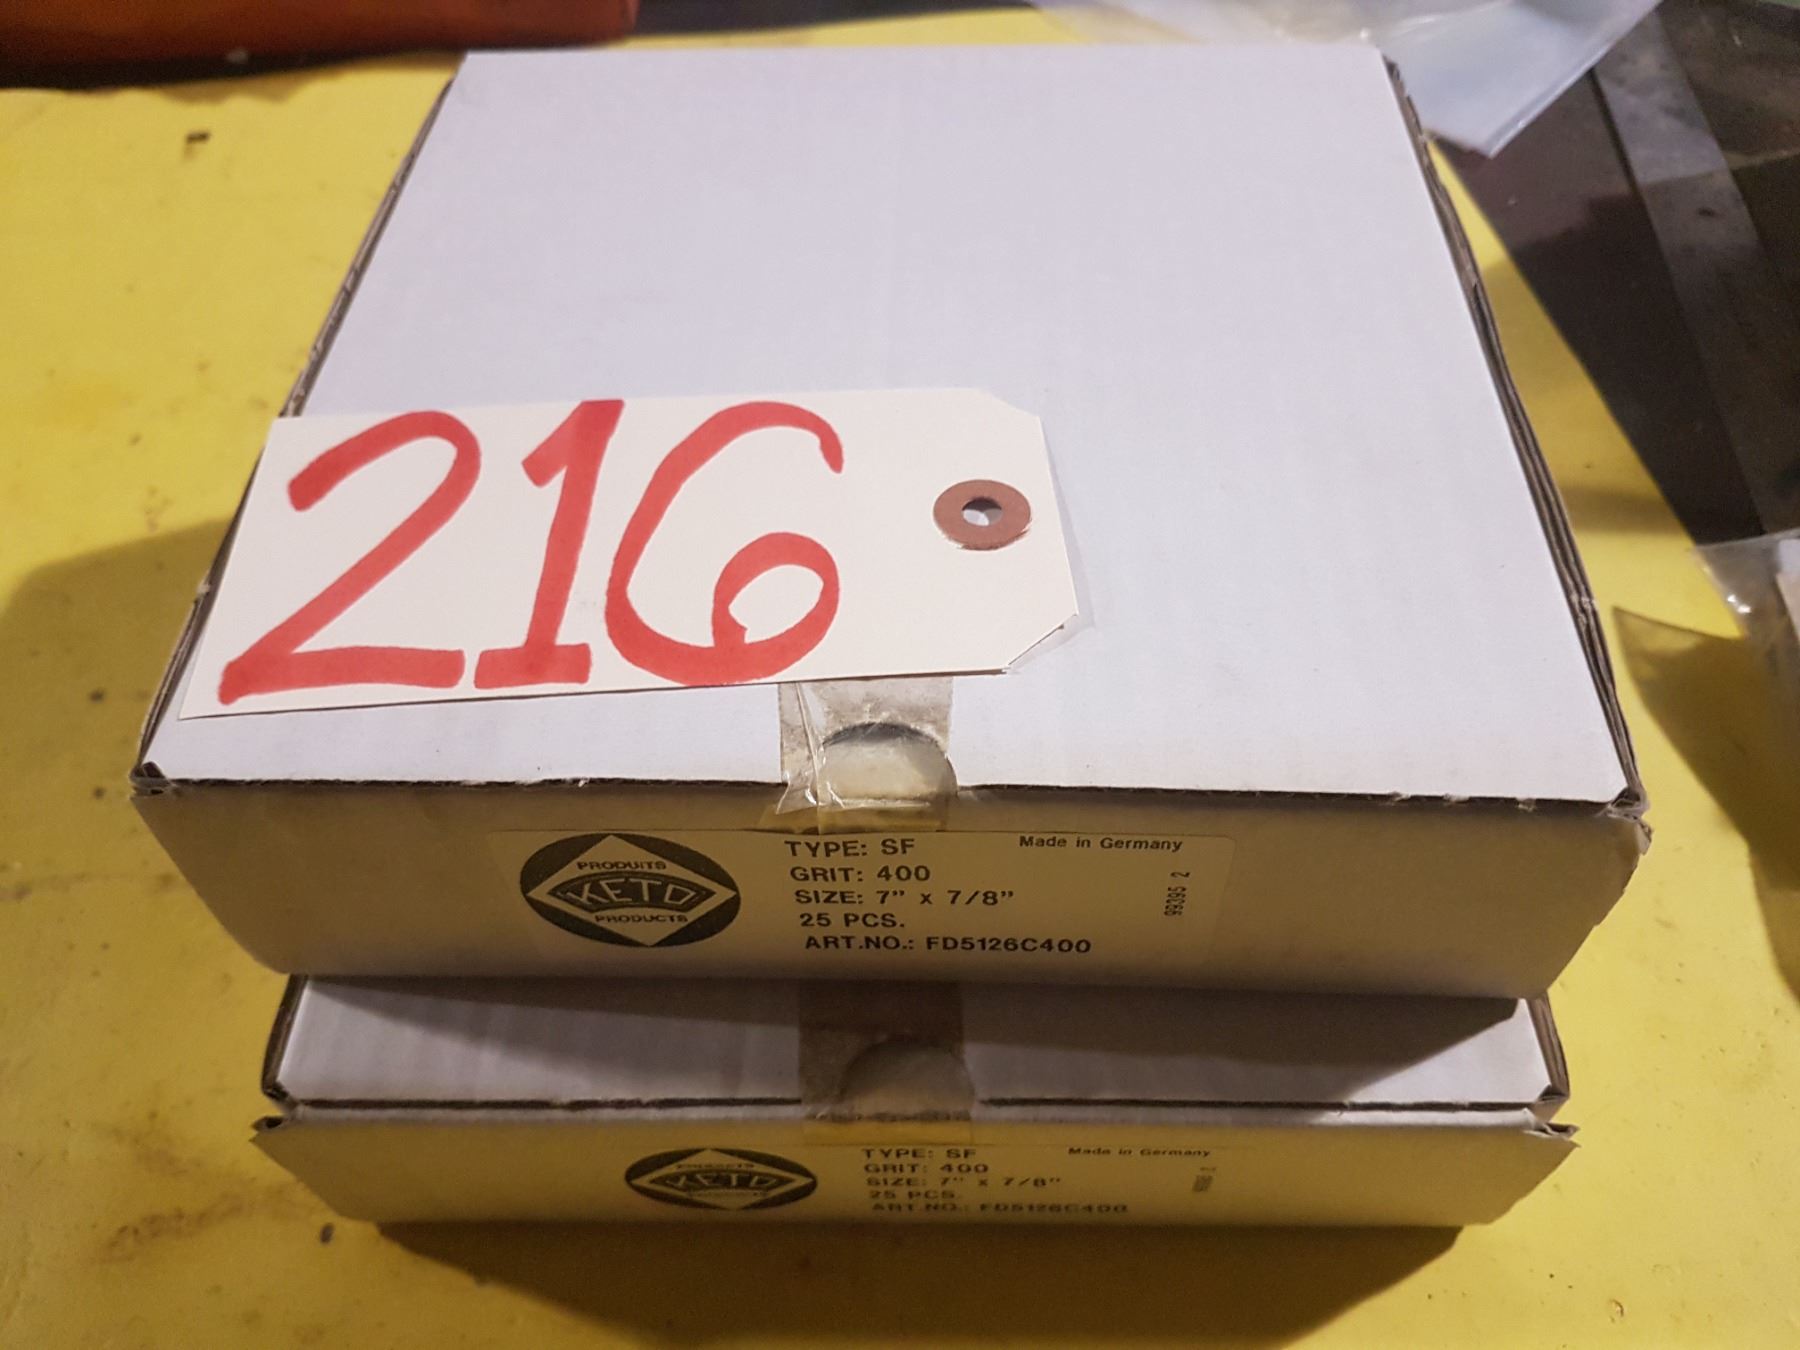 216
PRODUITS
KETO
PRODUCTS
TYPE: SF
GRIT: 400
SIZE: 7" x 7/8"
25 PCS.
ART.NO.: FD5126C400
Made in Germany
99395 2
KETO
TYPE: SF
GRIT: 400
SIZE: 7" x 7/8"
25 PCS.
ART.NO.: FD5126C400
Made in Germany